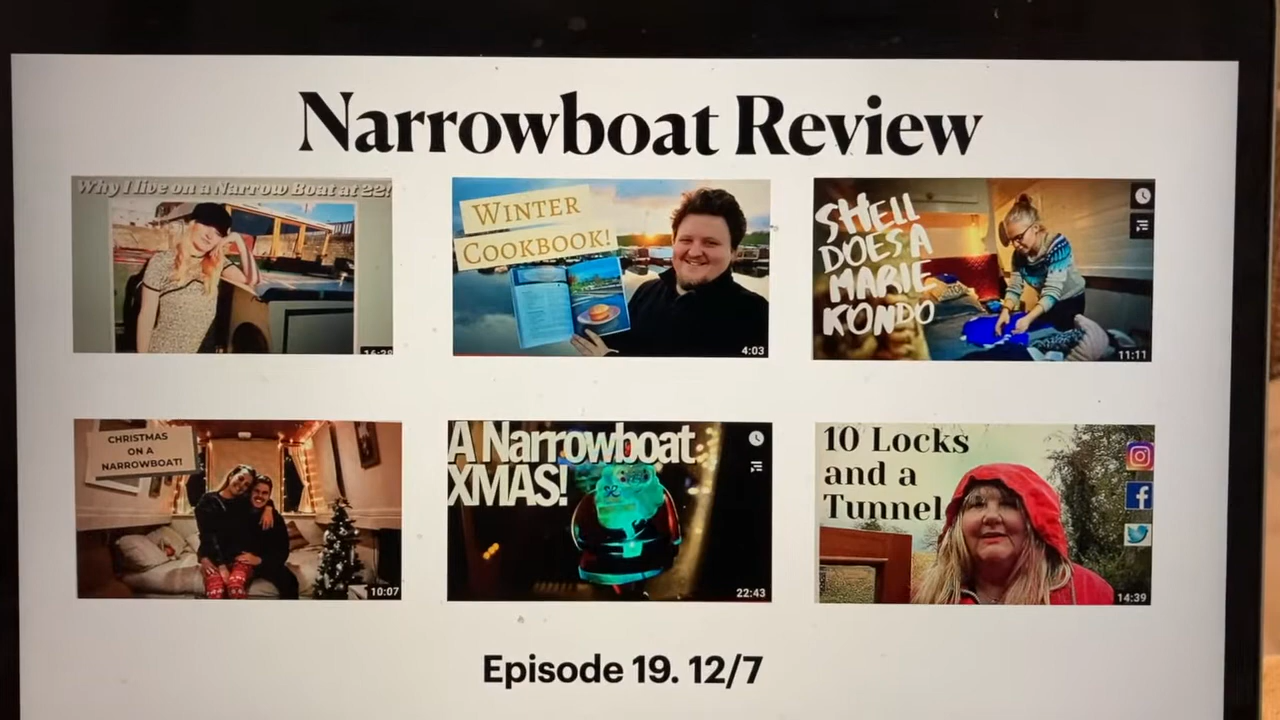 Narrowboat Review
Why I live on a Narrow Boat at 22!
16:38
WINTER
COOKBOOK!
4:03
SHELL
DOES A
MARIE
KONDO
11:11
CHRISTMAS
ON A
NARROWBOAT!
10:07
A Narrowboat
XMAS!
22:43
10 Locks
and a
Tunnel
14:39
Episode 19. 12/7